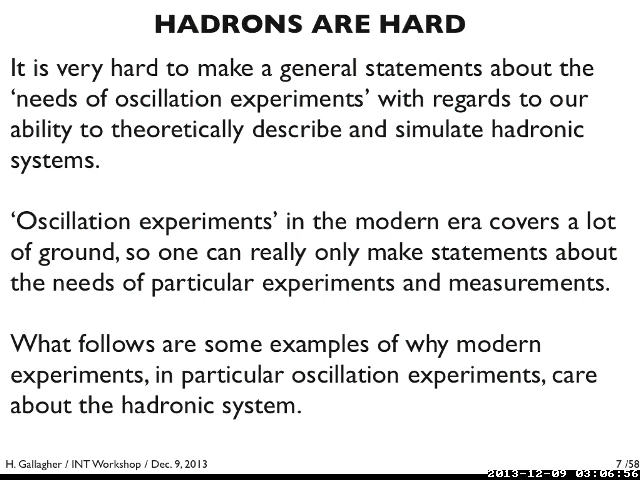 HADRONS ARE HARD
It is very hard to make a general statements about the
‘needs of oscillation experiments’ with regards to our
ability to theoretically describe and simulate hadronic
systems.
‘Oscillation experiments’ in the modern era covers a lot
of ground, so one can really only make statements about
the needs of particular experiments and measurements.
What follows are some examples of why modern
experiments, in particular oscillation experiments, care
about the hadronic system.
H. Gallagher / INT Workshop / Dec. 9, 2013
7 /58
2013-12-09 03:06:56